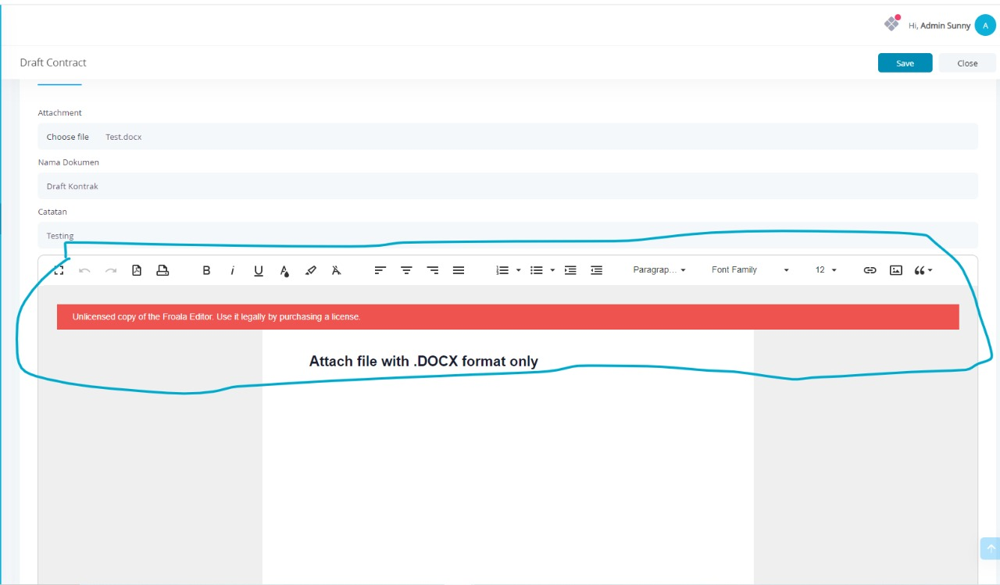 Hi, Admin Sunny A
Draft Contract
Save Close
Attachment
Choose file Test.docx
Nama Dokumen
Draft Kontrak
Catatan
Testing
B i U A Paragrap... Font Family 12
Unlicensed copy of the Froala Editor. Use it legally by purchasing a license.
Attach file with .DOCX format only